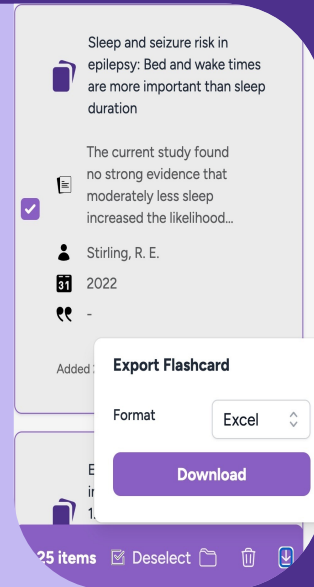 Sleep and seizure risk in
epilepsy: Bed and wake times
are more important than sleep
duration
The current study found
no strong evidence that
moderately less sleep
increased the likelihood...
Stirling, R. E.
31
2022
-
Added
Export Flashcard
Format
Excel
Download
25 items
Deselect